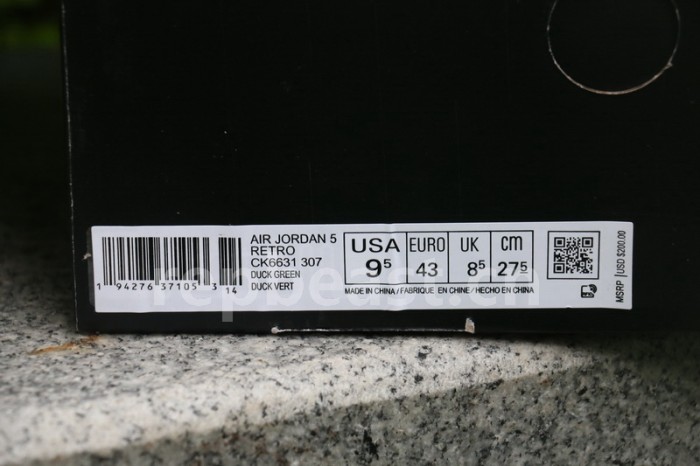 AIR JORDAN 5
RETRO
CK6631 307
DUCK GREEN
DUCK VERT
1 94276 37105 3 14
USA EURO UK cm
9⁵ 43 8⁵ 27⁵
MADE IN CHINA / FABRIQUE EN CHINE / HECHO EN CHINA
MSRP USD $200.00